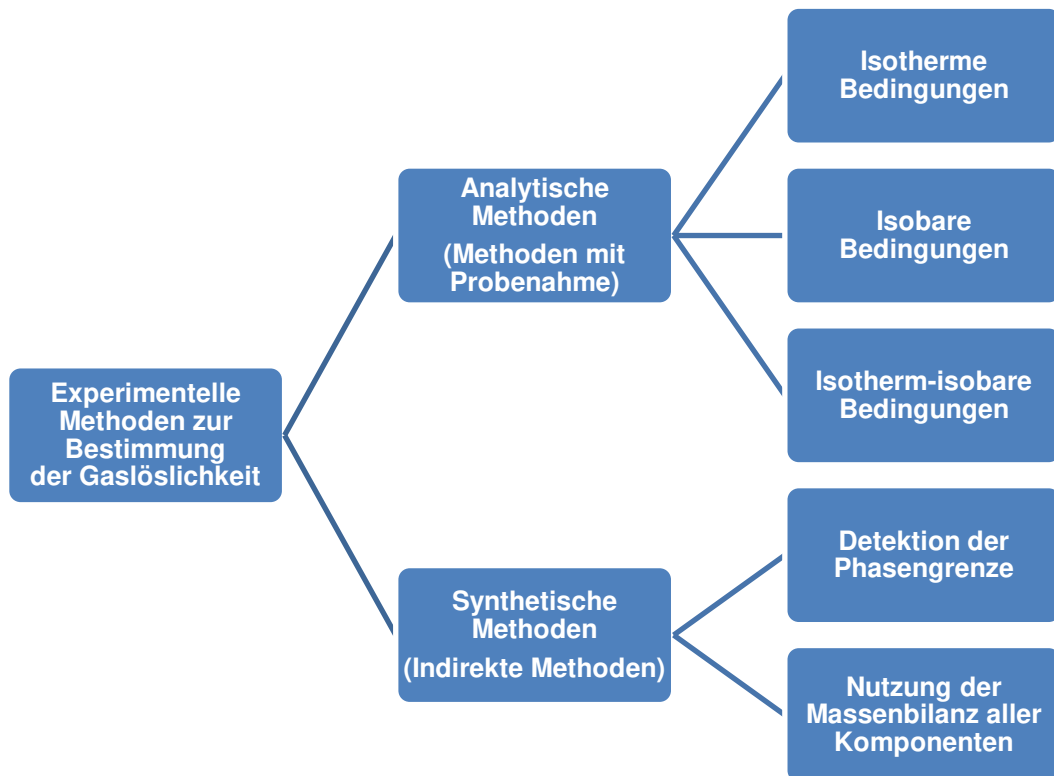 Experimentelle
Methoden zur
Bestimmung
der Gaslöslichkeit
Analytische
Methoden
(Methoden mit
Probenahme)
Isotherme
Bedingungen
Isobare
Bedingungen
Isotherm-isobare
Bedingungen
Synthetische
Methoden
(Indirekte Methoden)
Detektion der
Phasengrenze
Nutzung der
Massenbilanz aller
Komponenten